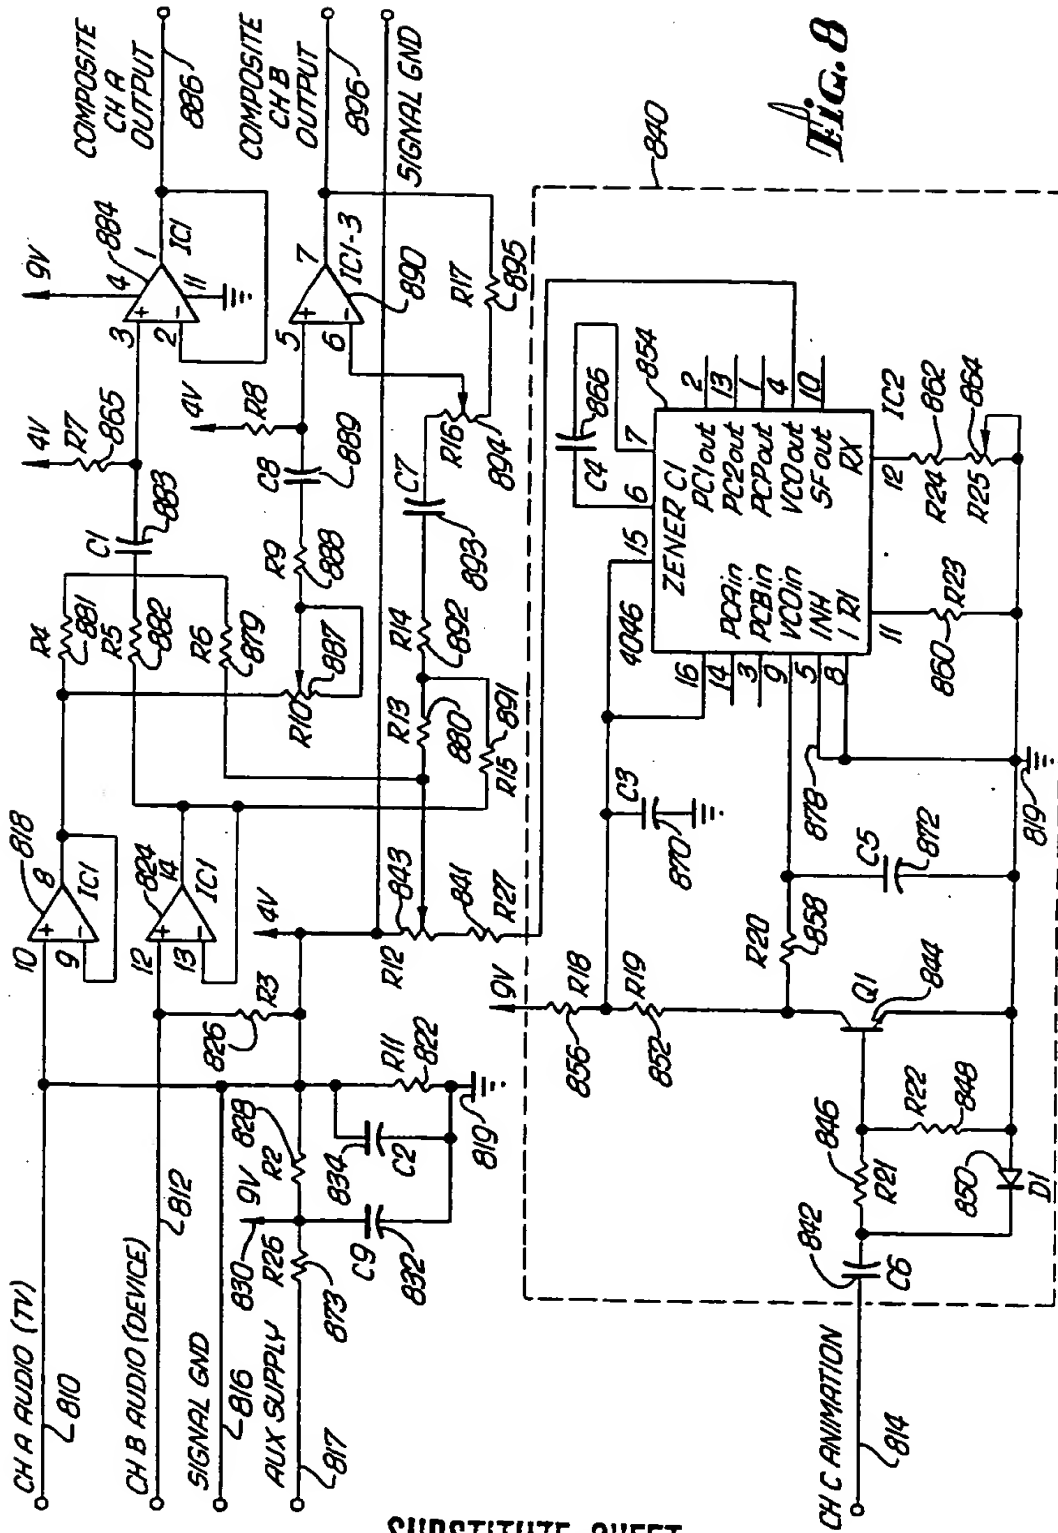 CH A AUDIO (TV)
810
CH B AUDIO (DEVICE)
812
SIGNAL GND
816
AUX SUPPLY
817
830
9V
828
R26
873
R2
C9
832
834
C2
R11
822
819
826
R3
10
9
+
-
8
818
IC1
12
13
+
-
824
14
IC1
4V
R12
843
841
R27
R4
881
R5
882
R6
879
R10
887
R13
880
R15
891
R14
892
C1
883
R7
865
4V
R9
888
C8
889
R8
4V
C7
893
R16
894
R17
895
9V
3
2
+
-
4
11
1
884
IC1
5
6
+
-
7
IC1-3
890
COMPOSITE
CH A
OUTPUT
886
COMPOSITE
CH B
OUTPUT
896
SIGNAL GND
840
Fig. 8
CH C ANIMATION
814
842
C6
846
R21
R22
848
850
D1
Q1
844
9V
856
R18
852
R19
R20
858
C5
872
C3
870
878
819
4046
15
6
7
C4
866
854
16
14
3
9
5
8
ZENER C1
PCAin
PCBin
VCOin
INH
I R1
PC1out
PC2out
PCPout
VCOout
SFout
RX
2
13
1
4
10
IC2
11
860
R23
12
R24
862
R25
864
SUBSTITUTE SHEET